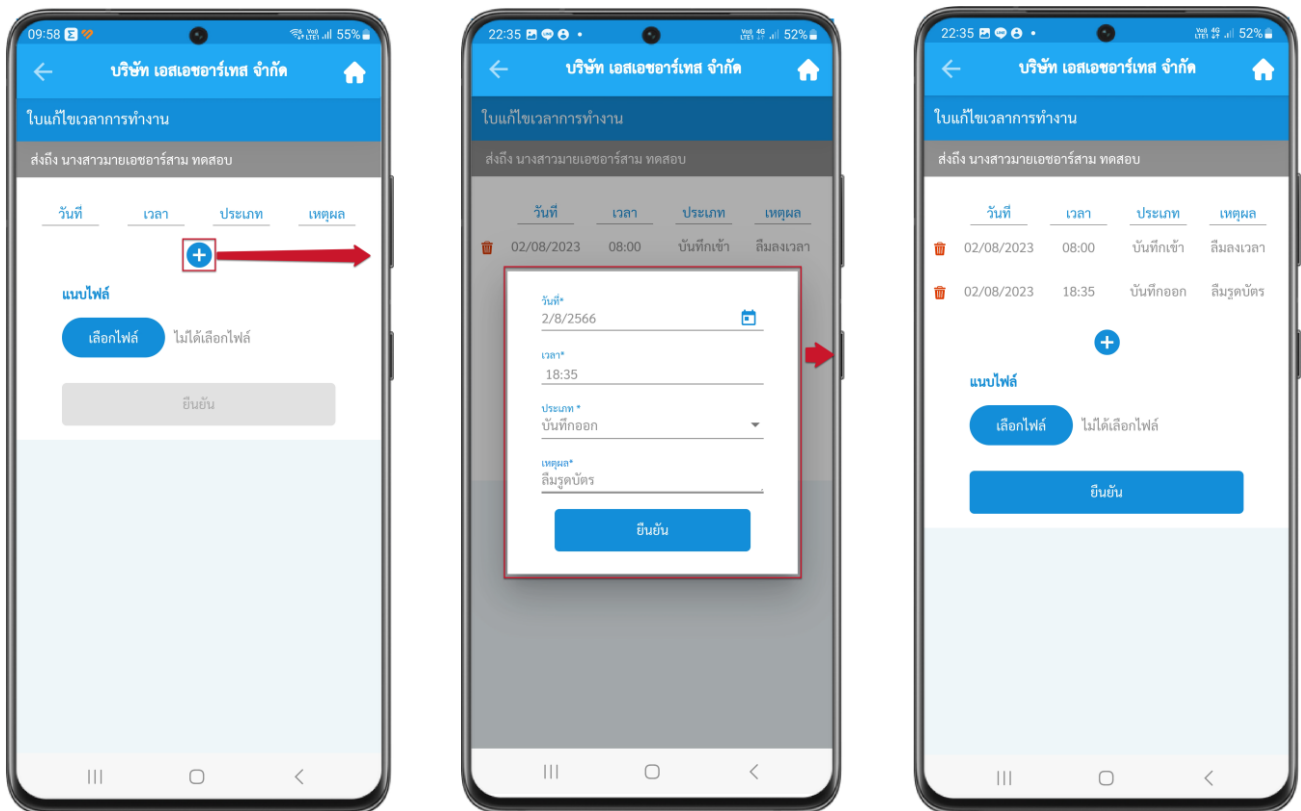 09:58 55%
บริษัท เอสเอชอาร์เทส จำกัด
ใบแก้ไขเวลาการทำงาน
ส่งถึง นางสาวมายเอชอาร์สาม ทดสอบ
วันที่ เวลา ประเภท เหตุผล
แนบไฟล์
เลือกไฟล์ ไม่ได้เลือกไฟล์
ยืนยัน
22:35 52%
บริษัท เอสเอชอาร์เทส จำกัด
ใบแก้ไขเวลาการทำงาน
ส่งถึง นางสาวมายเอชอาร์สาม ทดสอบ
วันที่ เวลา ประเภท เหตุผล
02/08/2023 08:00 บันทึกเข้า ลืมลงเวลา
วันที่*
2/8/2566
เวลา*
18:35
ประเภท *
บันทึกออก
เหตุผล*
ลืมรูดบัตร
ยืนยัน
22:35 52%
บริษัท เอสเอชอาร์เทส จำกัด
ใบแก้ไขเวลาการทำงาน
ส่งถึง นางสาวมายเอชอาร์สาม ทดสอบ
วันที่ เวลา ประเภท เหตุผล
02/08/2023 08:00 บันทึกเข้า ลืมลงเวลา
02/08/2023 18:35 บันทึกออก ลืมรูดบัตร
แนบไฟล์
เลือกไฟล์ ไม่ได้เลือกไฟล์
ยืนยัน